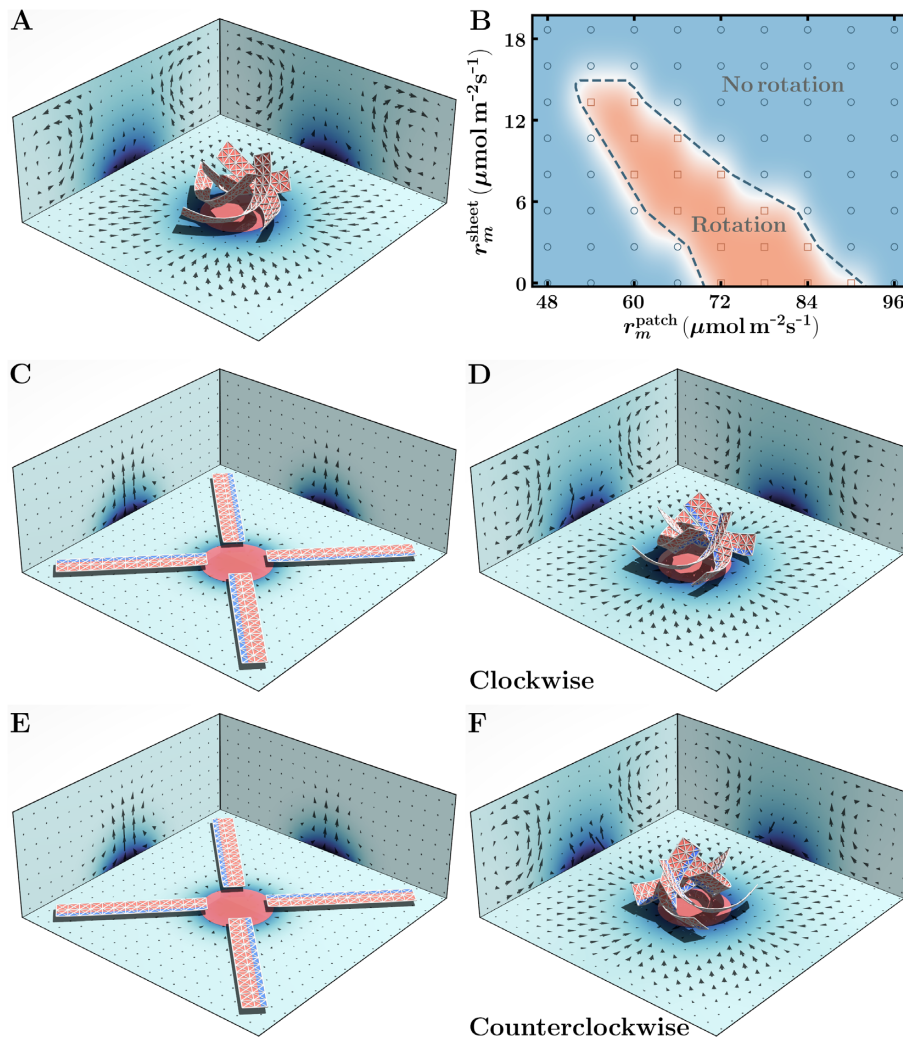 A
B
18
12
6
0
r_m^sheet (μmol m⁻²s⁻¹)
No rotation
Rotation
48 60 72 84 96
r_m^patch (μmol m⁻²s⁻¹)
C
D
Clockwise
E
F
Counterclockwise